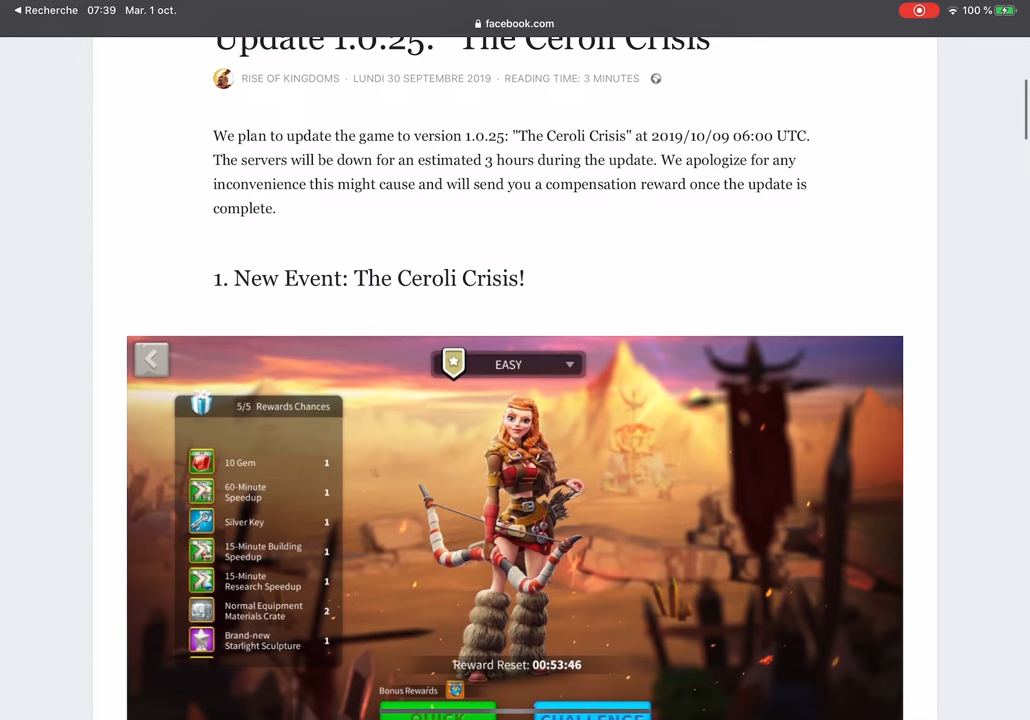 ◀ Recherche 07:39 Mar. 1 oct.
100 %
facebook.com
Update 1.0.25: "The Ceroli Crisis"
RISE OF KINGDOMS · LUNDI 30 SEPTEMBRE 2019 · READING TIME: 3 MINUTES
We plan to update the game to version 1.0.25: "The Ceroli Crisis" at 2019/10/09 06:00 UTC.
The servers will be down for an estimated 3 hours during the update. We apologize for any
inconvenience this might cause and will send you a compensation reward once the update is
complete.
1. New Event: The Ceroli Crisis!
EASY
5/5 Rewards Chances
10 Gem 1
60-Minute
Speedup 1
Silver Key 1
15-Minute Building
Speedup 1
15-Minute
Research Speedup 1
Normal Equipment
Materials Crate 2
Brand-new
Starlight Sculpture 1
Reward Reset: 00:53:46
Bonus Rewards
QUICK
CHALLENGE